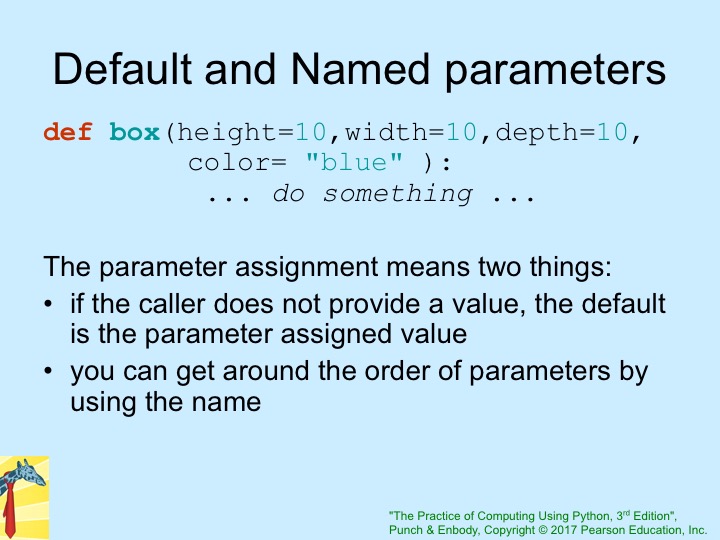 Default and Named parameters
def box(height=10,width=10,depth=10,
color= "blue" ):
... do something ...
The parameter assignment means two things:
• if the caller does not provide a value, the default
is the parameter assigned value
• you can get around the order of parameters by
using the name
"The Practice of Computing Using Python, 3rd Edition",
Punch & Enbody, Copyright © 2017 Pearson Education, Inc.